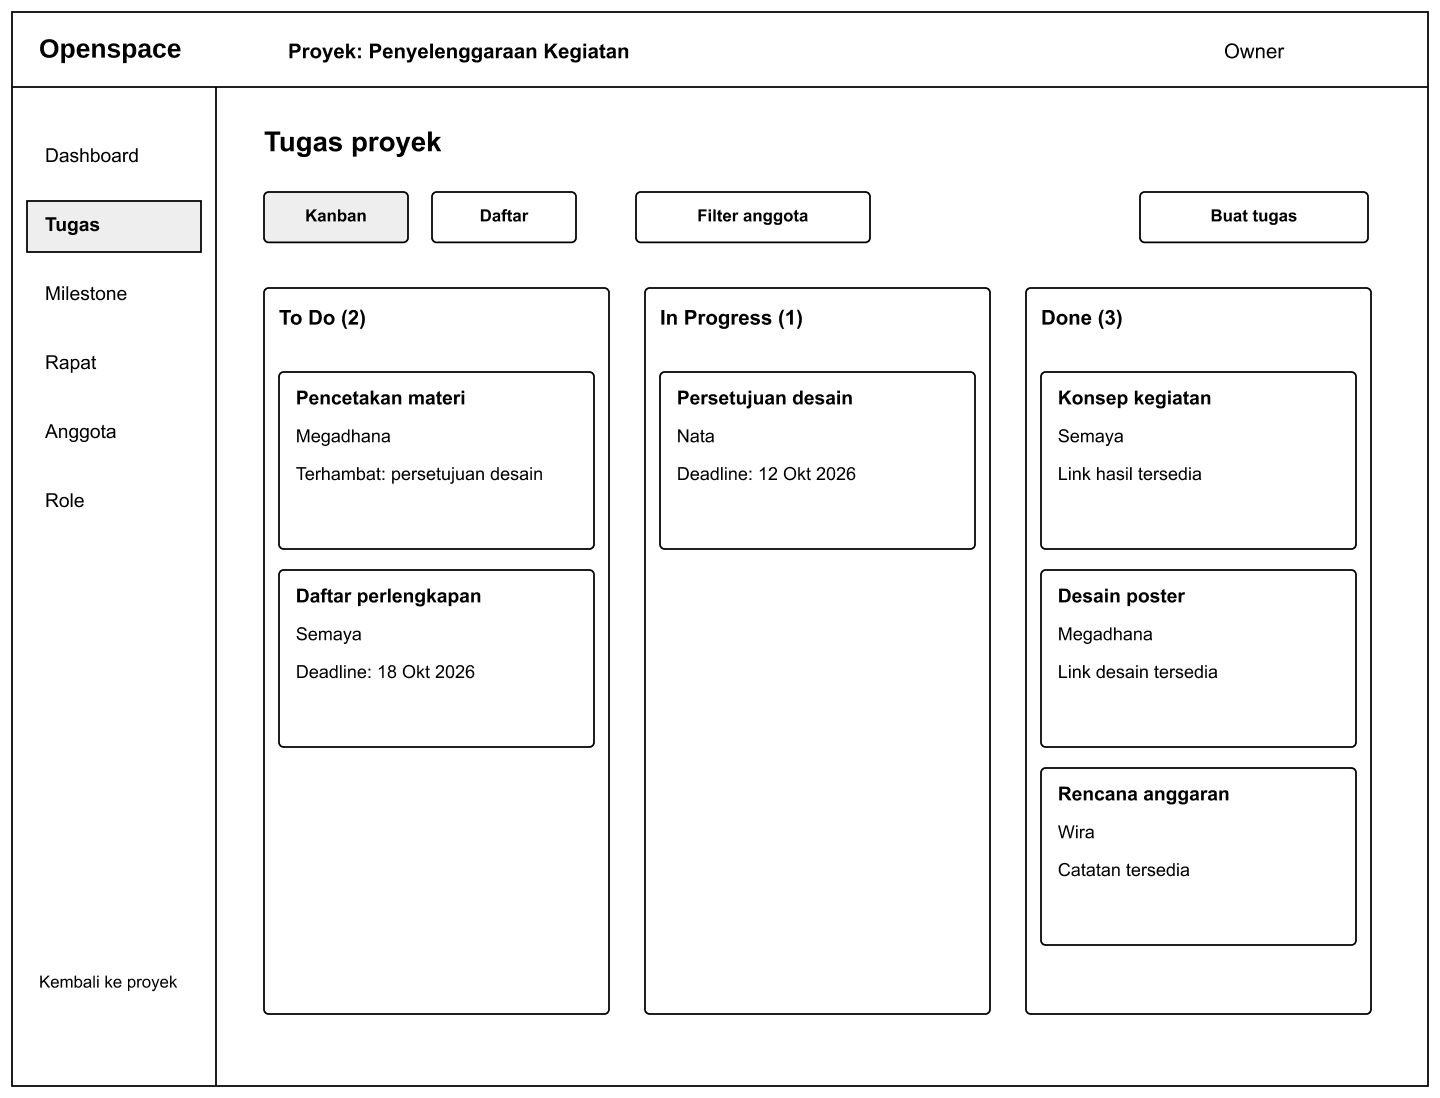 Openspace
Proyek: Penyelenggaraan Kegiatan
Owner
Dashboard
Tugas
Milestone
Rapat
Anggota
Role
Kembali ke proyek
Tugas proyek
Kanban
Daftar
Filter anggota
Buat tugas
To Do (2)
Pencetakan materi
Megadhana
Terhambat: persetujuan desain
Daftar perlengkapan
Semaya
Deadline: 18 Okt 2026
In Progress (1)
Persetujuan desain
Nata
Deadline: 12 Okt 2026
Done (3)
Konsep kegiatan
Semaya
Link hasil tersedia
Desain poster
Megadhana
Link desain tersedia
Rencana anggaran
Wira
Catatan tersedia